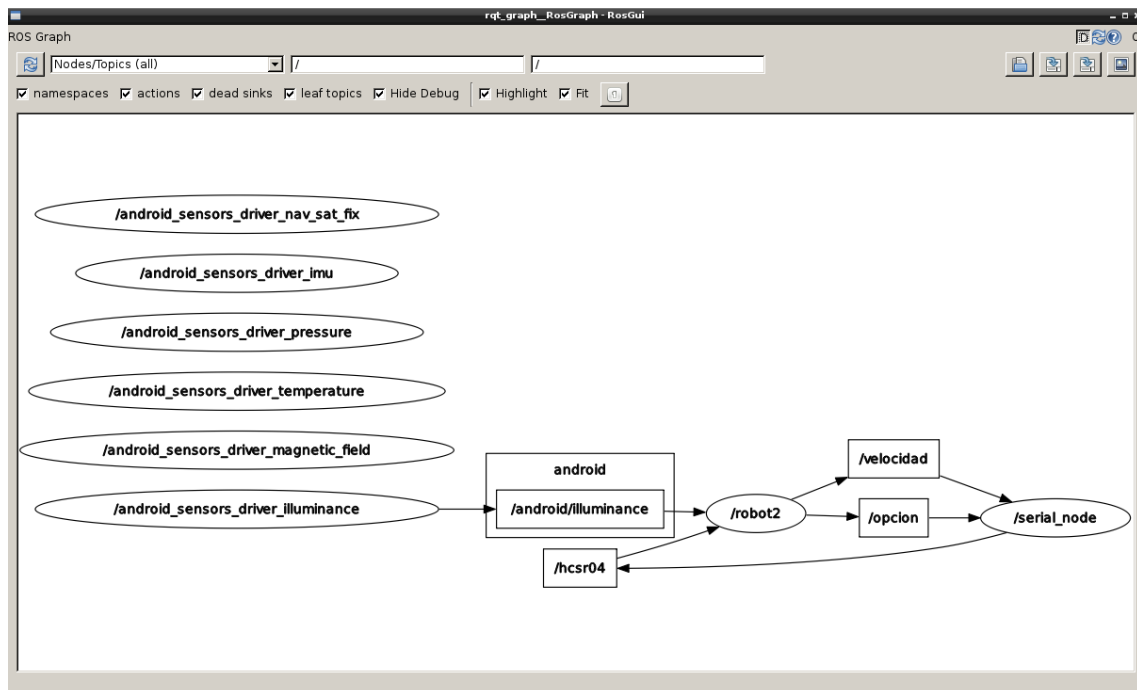 rqt_graph__RosGraph - RosGui
ROS Graph
Nodes/Topics (all) / /
namespaces actions dead sinks leaf topics Hide Debug Highlight Fit
/android_sensors_driver_nav_sat_fix
/android_sensors_driver_imu
/android_sensors_driver_pressure
/android_sensors_driver_temperature
/android_sensors_driver_magnetic_field
/android_sensors_driver_illuminance
android
/android/illuminance
/hcsr04
/robot2
/velocidad
/opcion
/serial_node